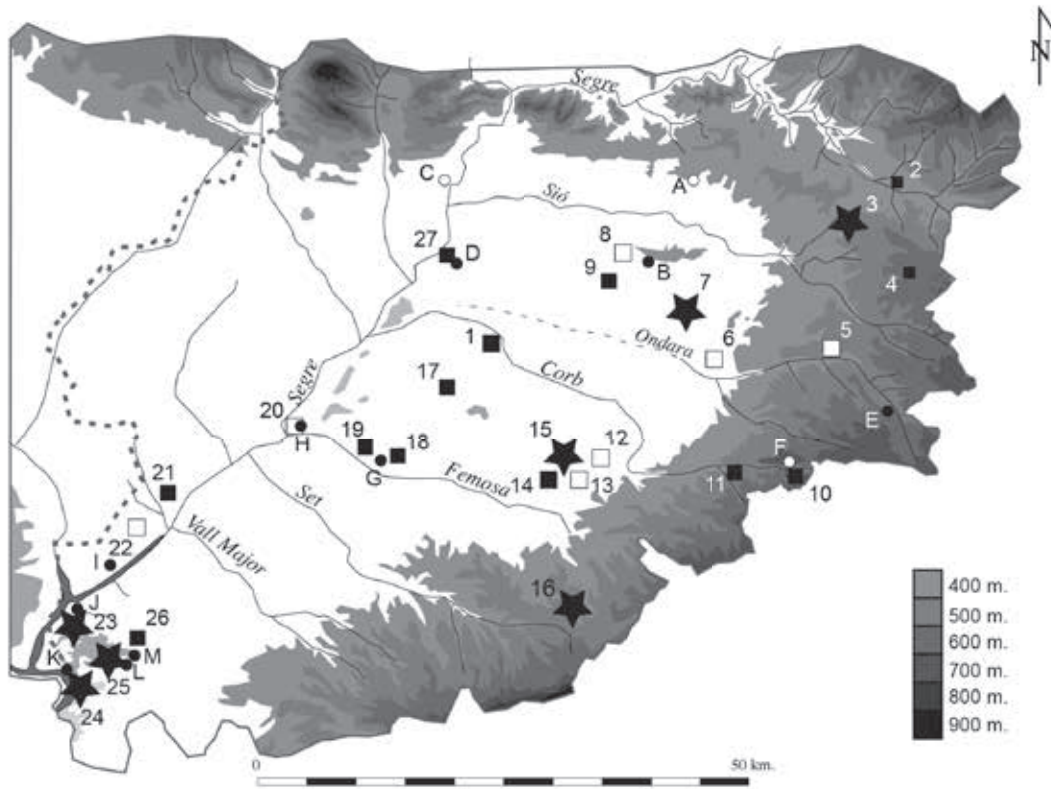 N
Segre
C
A
2
Sió
3
27
D
8
B
9
7
4
1
Ondara
6
5
Segre
Corb
17
E
20
H
19
18
15
12
F
G
Femosa
14
13
11
10
21
Set
22
I
Vall Major
16
J
23
26
K
M
L
25
24
400 m.
500 m.
600 m.
700 m.
800 m.
900 m.
0
50 km.